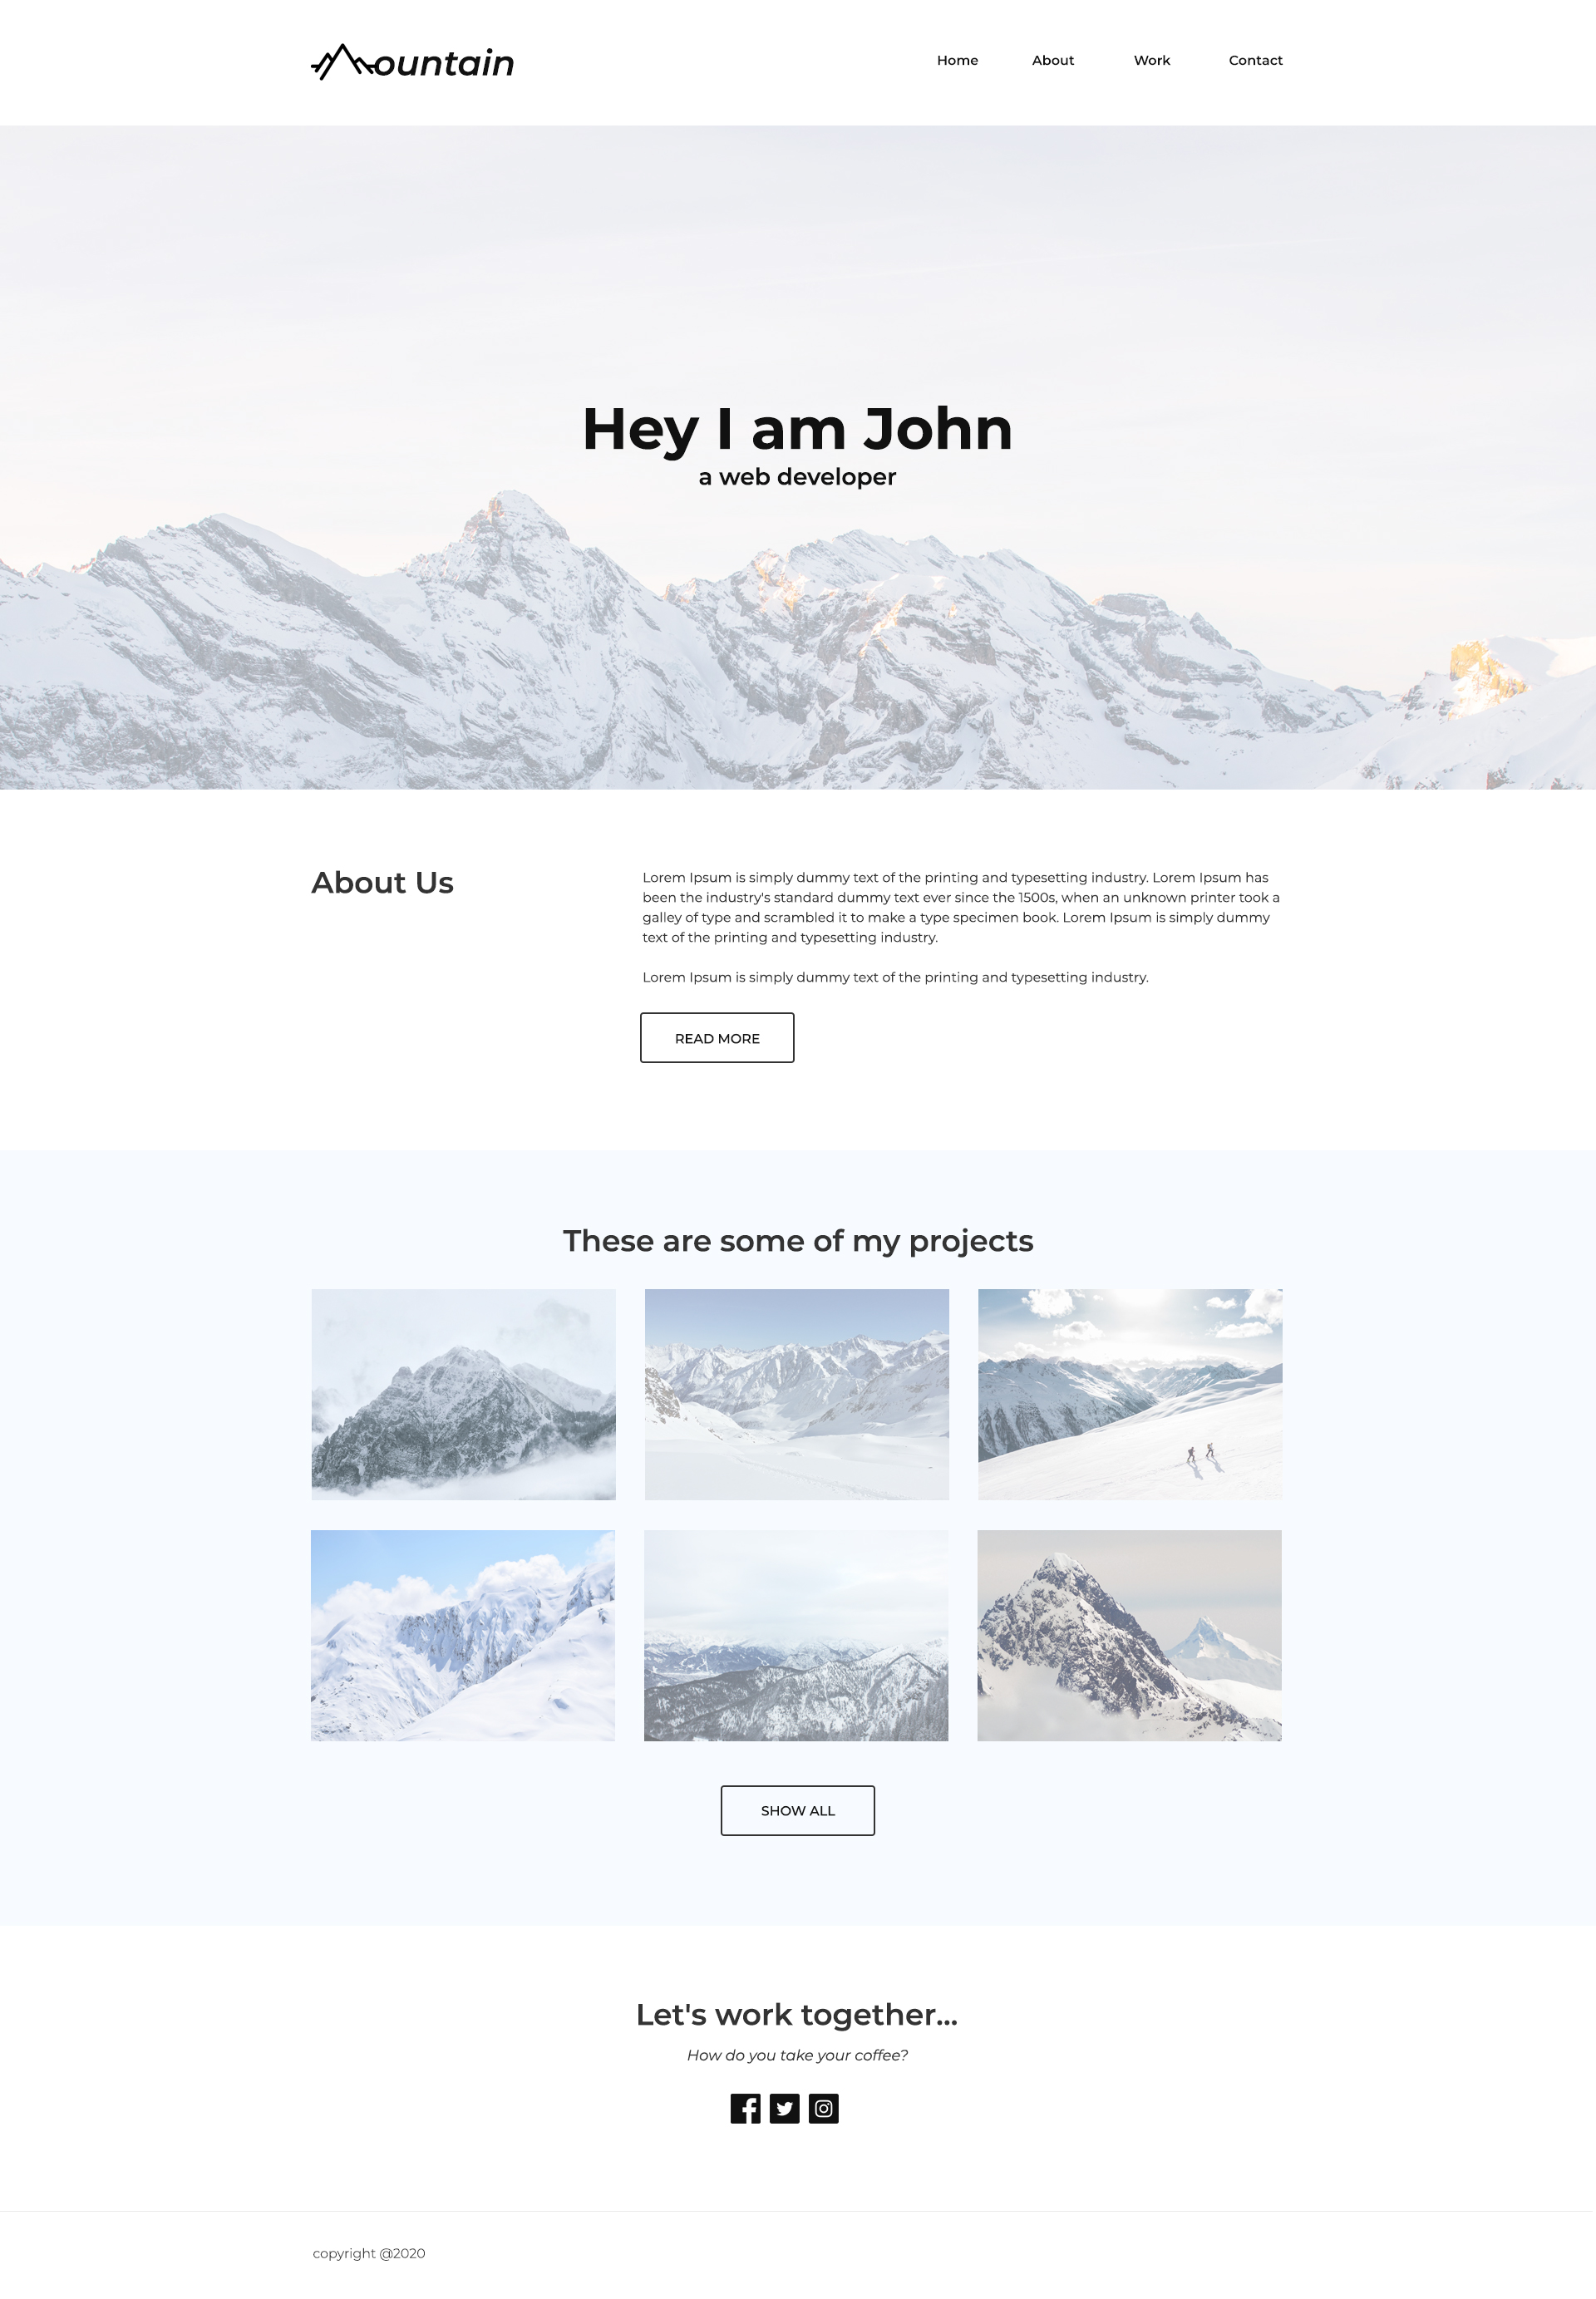 Mountain
Home About Work Contact
Hey I am John
a web developer
About Us
Lorem Ipsum is simply dummy text of the printing and typesetting industry. Lorem Ipsum has
been the industry's standard dummy text ever since the 1500s, when an unknown printer took a
galley of type and scrambled it to make a type specimen book. Lorem Ipsum is simply dummy
text of the printing and typesetting industry.
Lorem Ipsum is simply dummy text of the printing and typesetting industry.
READ MORE
These are some of my projects
SHOW ALL
Let's work together...
How do you take your coffee?
copyright @2020